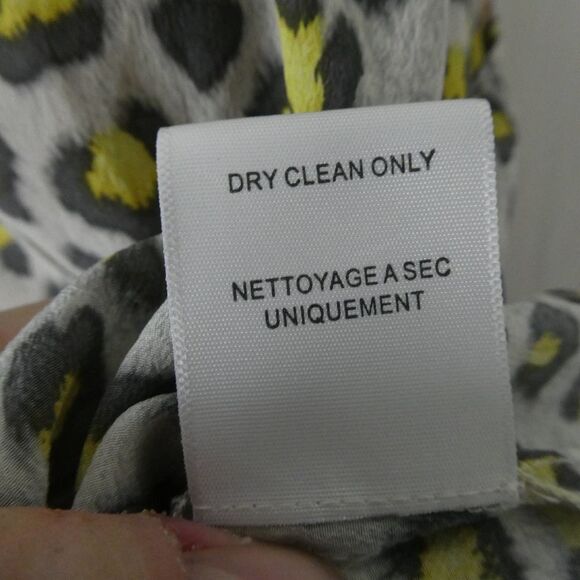 DRY CLEAN ONLY
NETTOYAGE A SEC
UNIQUEMENT